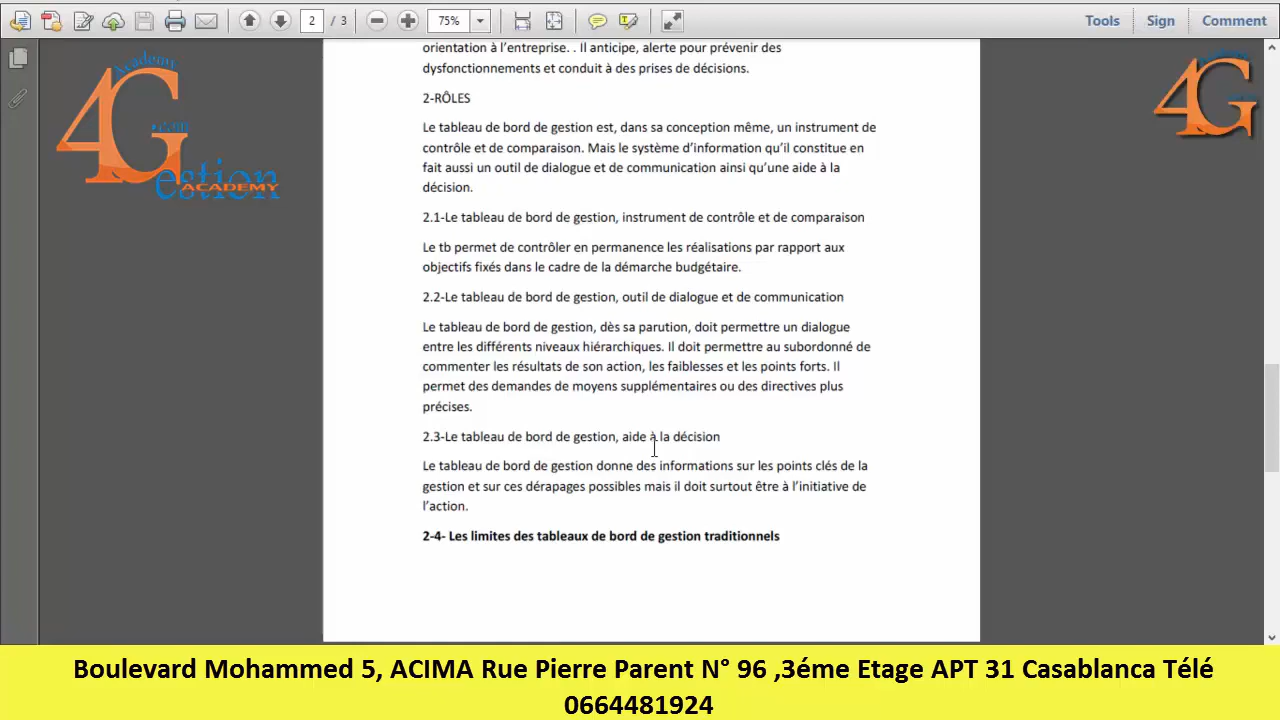 2 / 3 75% Tools Sign Comment
Academy
4G
estion
ACADEMY
4G
orientation à l'entreprise. . Il anticipe, alerte pour prévenir des
dysfonctionnements et conduit à des prises de décisions.
2-RÔLES
Le tableau de bord de gestion est, dans sa conception même, un instrument de
contrôle et de comparaison. Mais le système d'information qu'il constitue en
fait aussi un outil de dialogue et de communication ainsi qu'une aide à la
décision.
2.1-Le tableau de bord de gestion, instrument de contrôle et de comparaison
Le tb permet de contrôler en permanence les réalisations par rapport aux
objectifs fixés dans le cadre de la démarche budgétaire.
2.2-Le tableau de bord de gestion, outil de dialogue et de communication
Le tableau de bord de gestion, dès sa parution, doit permettre un dialogue
entre les différents niveaux hiérarchiques. Il doit permettre au subordonné de
commenter les résultats de son action, les faiblesses et les points forts. Il
permet des demandes de moyens supplémentaires ou des directives plus
précises.
2.3-Le tableau de bord de gestion, aide à la décision
Le tableau de bord de gestion donne des informations sur les points clés de la
gestion et sur ces dérapages possibles mais il doit surtout être à l'initiative de
l'action.
2-4- Les limites des tableaux de bord de gestion traditionnels
Boulevard Mohammed 5, ACIMA Rue Pierre Parent N° 96 ,3éme Etage APT 31 Casablanca Télé
0664481924